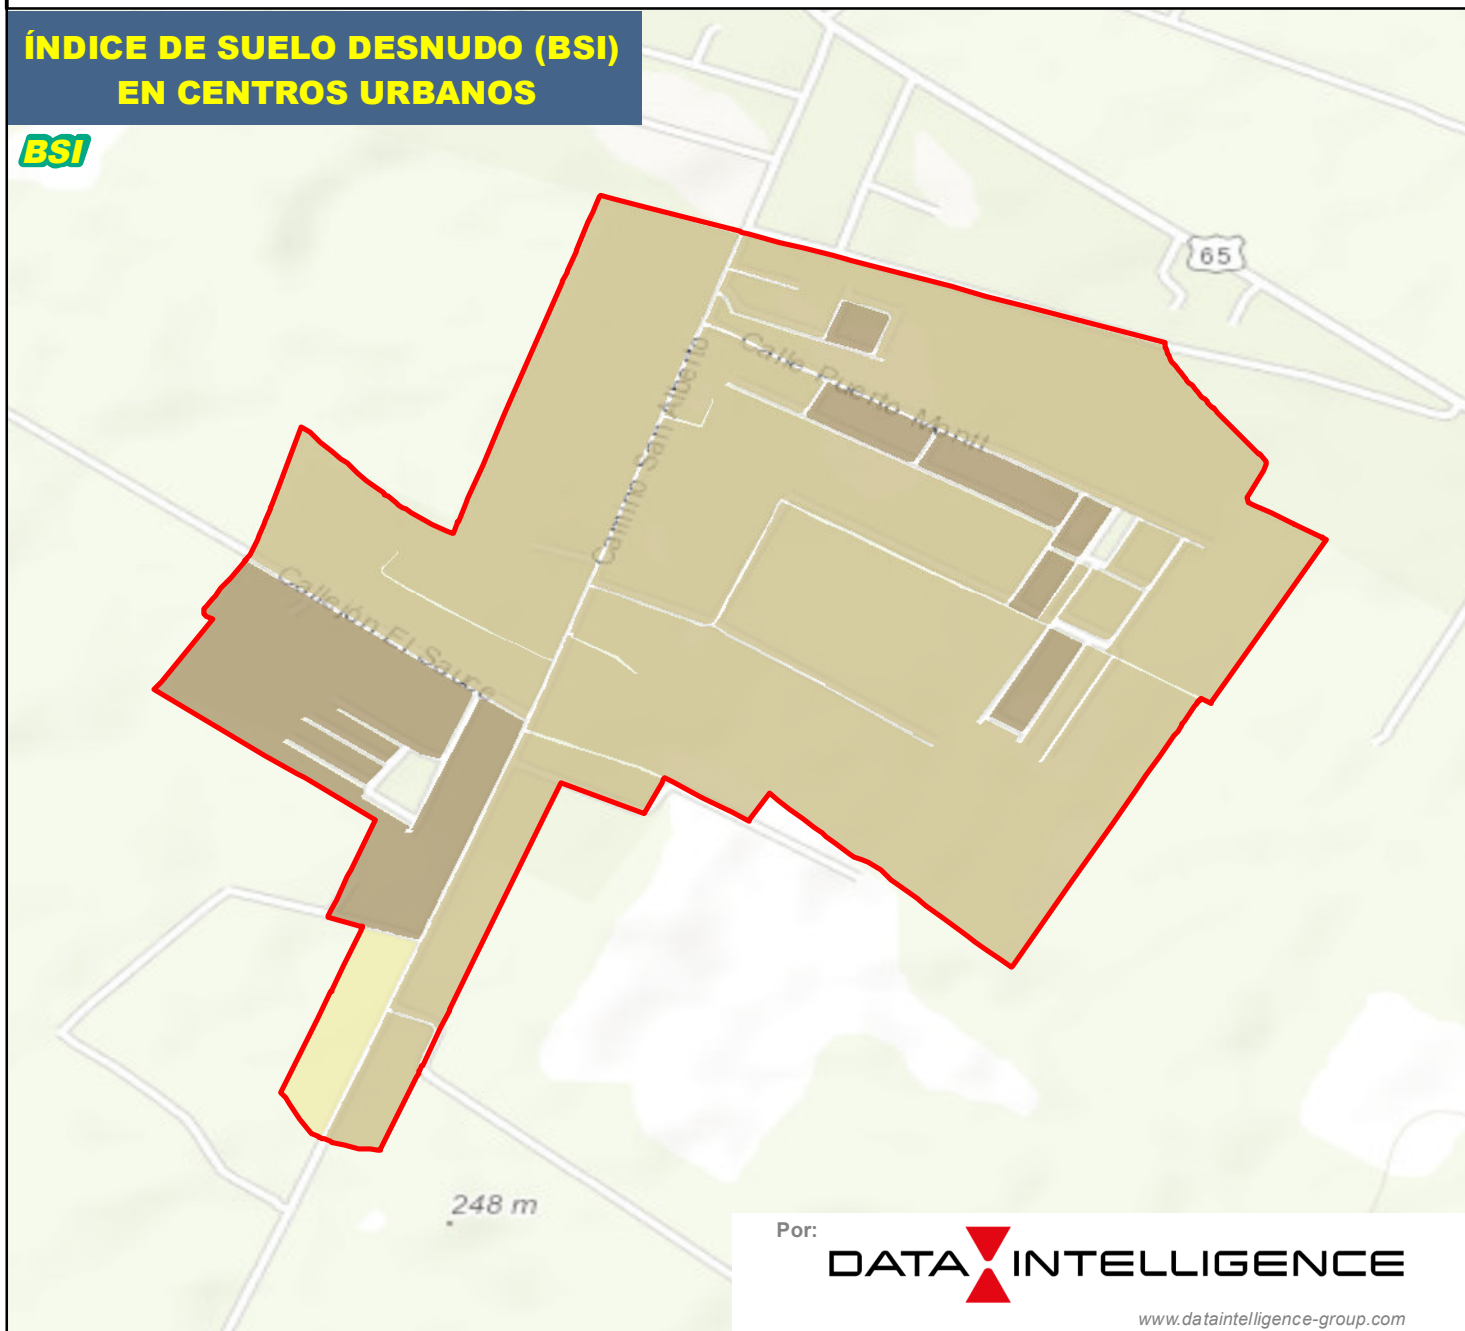 ÍNDICE DE SUELO DESNUDO (BSI)
EN CENTROS URBANOS
BSI
65
Calle Puerto Montt
Camino San Alberto
Callejón El Sauce
248 m
Por:
DATA INTELLIGENCE
www.dataintelligence-group.com